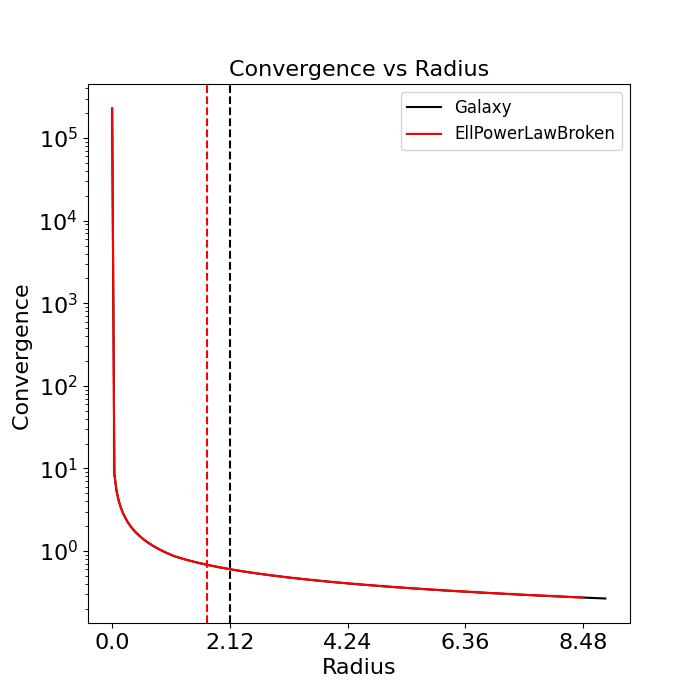 Convergence vs Radius
Galaxy
EllPowerLawBroken
Convergence
10^5
10^4
10^3
10^2
10^1
10^0
0.0 2.12 4.24 6.36 8.48
Radius